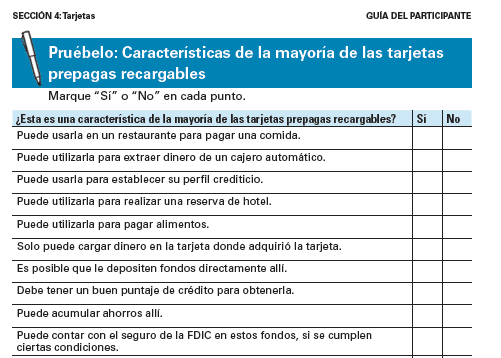 SECCIÓN 4: Tarjetas
GUÍA DEL PARTICIPANTE
Pruébelo: Características de la mayoría de las tarjetas
prepagas recargables
Marque “Sí” o “No” en cada punto.
¿Esta es una característica de la mayoría de las tarjetas prepagas recargables? Sí No
Puede usarla en un restaurante para pagar una comida.
Puede utilizarla para extraer dinero de un cajero automático.
Puede usarla para establecer su perfil crediticio.
Puede utilizarla para realizar una reserva de hotel.
Puede utilizarla para pagar alimentos.
Solo puede cargar dinero en la tarjeta donde adquirió la tarjeta.
Es posible que le depositen fondos directamente allí.
Debe tener un buen puntaje de crédito para obtenerla.
Puede acumular ahorros allí.
Puede contar con el seguro de la FDIC en estos fondos, si se cumplen
ciertas condiciones.